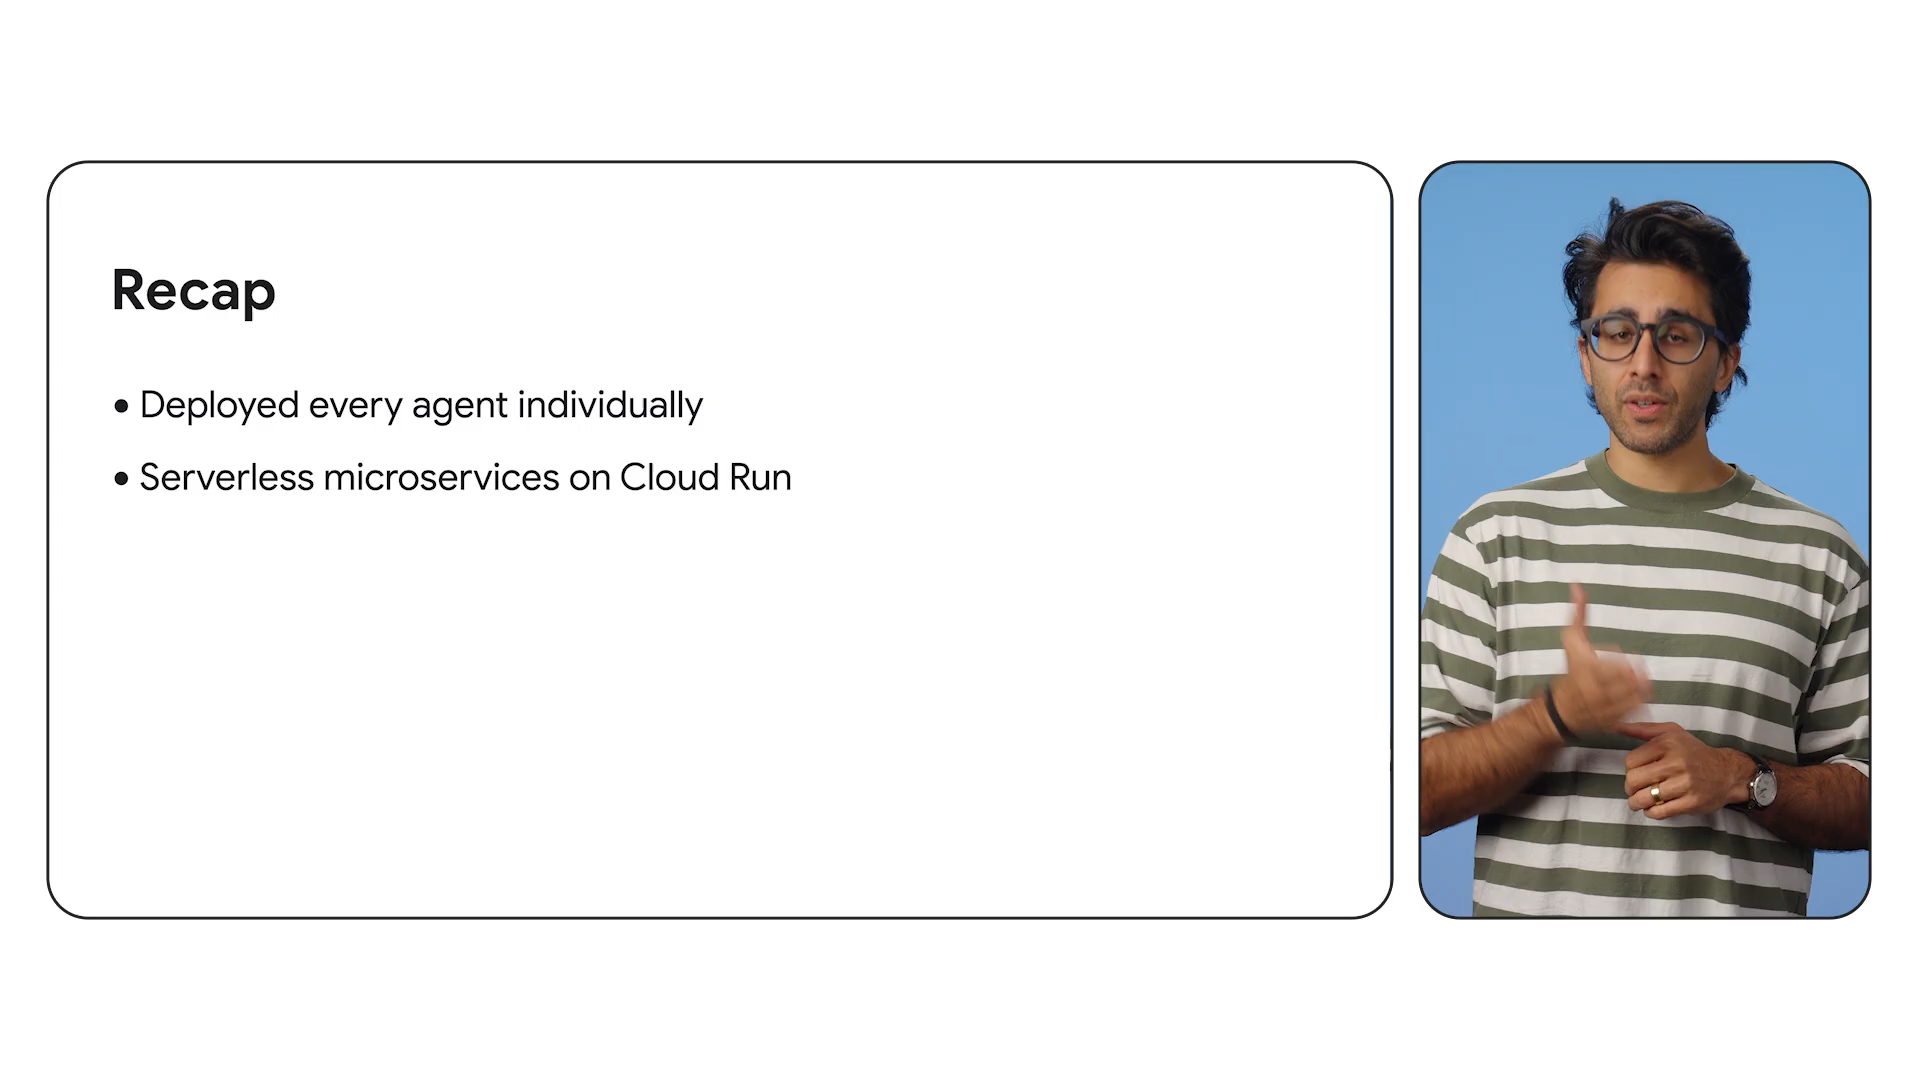 Recap
• Deployed every agent individually
• Serverless microservices on Cloud Run